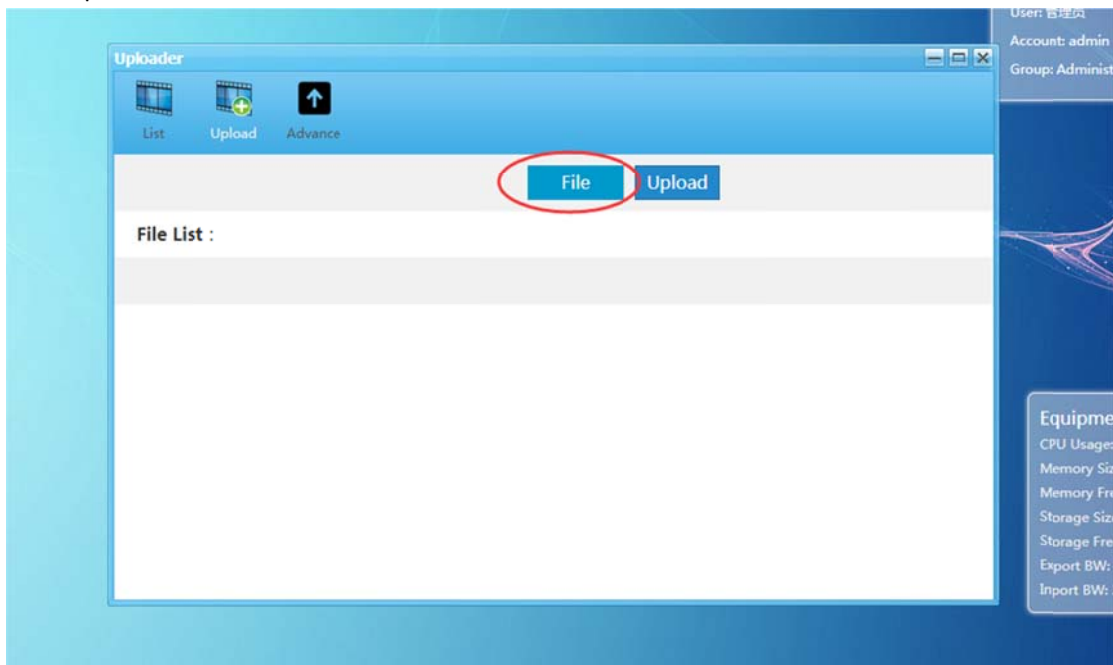 User: 管理员
Account: admin
Uploader
Group: Administ
List Upload Advance
File Upload
File List :
Equipme
CPU Usage:
Memory Siz
Memory Fre
Storage Size
Storage Fre
Export BW:
Inport BW: